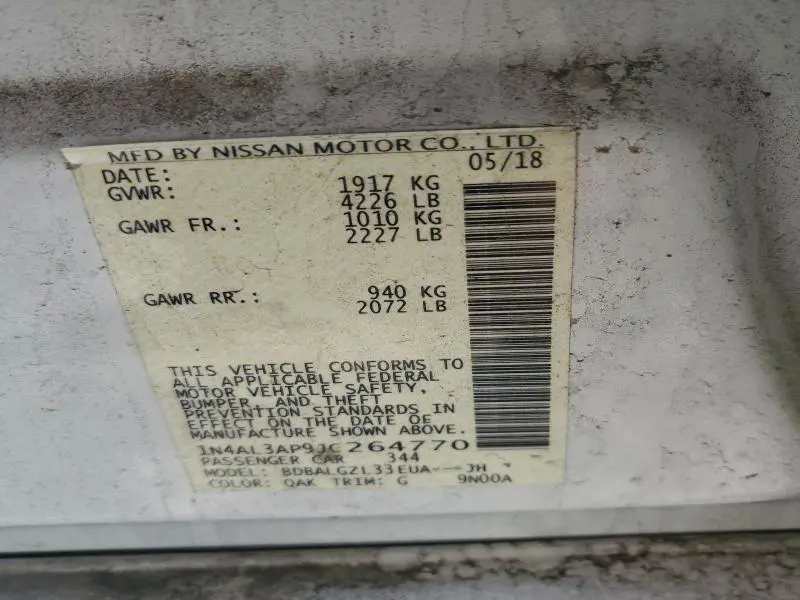 MFD BY NISSAN MOTOR CO., LTD.
DATE: 05/18
GVWR: 1917 KG
4226 LB
GAWR FR.: 1010 KG
2227 LB
GAWR RR.: 940 KG
2072 LB
THIS VEHICLE CONFORMS TO
ALL APPLICABLE FEDERAL
MOTOR VEHICLE SAFETY,
BUMPER, AND THEFT
PREVENTION STANDARDS IN
EFFECT ON THE DATE OF
MANUFACTURE SHOWN ABOVE.
1N4AL3AP9JC264770
PASSENGER CAR 344
MODEL: BDBALGZL33EUA---JH
COLOR: QAK TRIM: G 9N00A